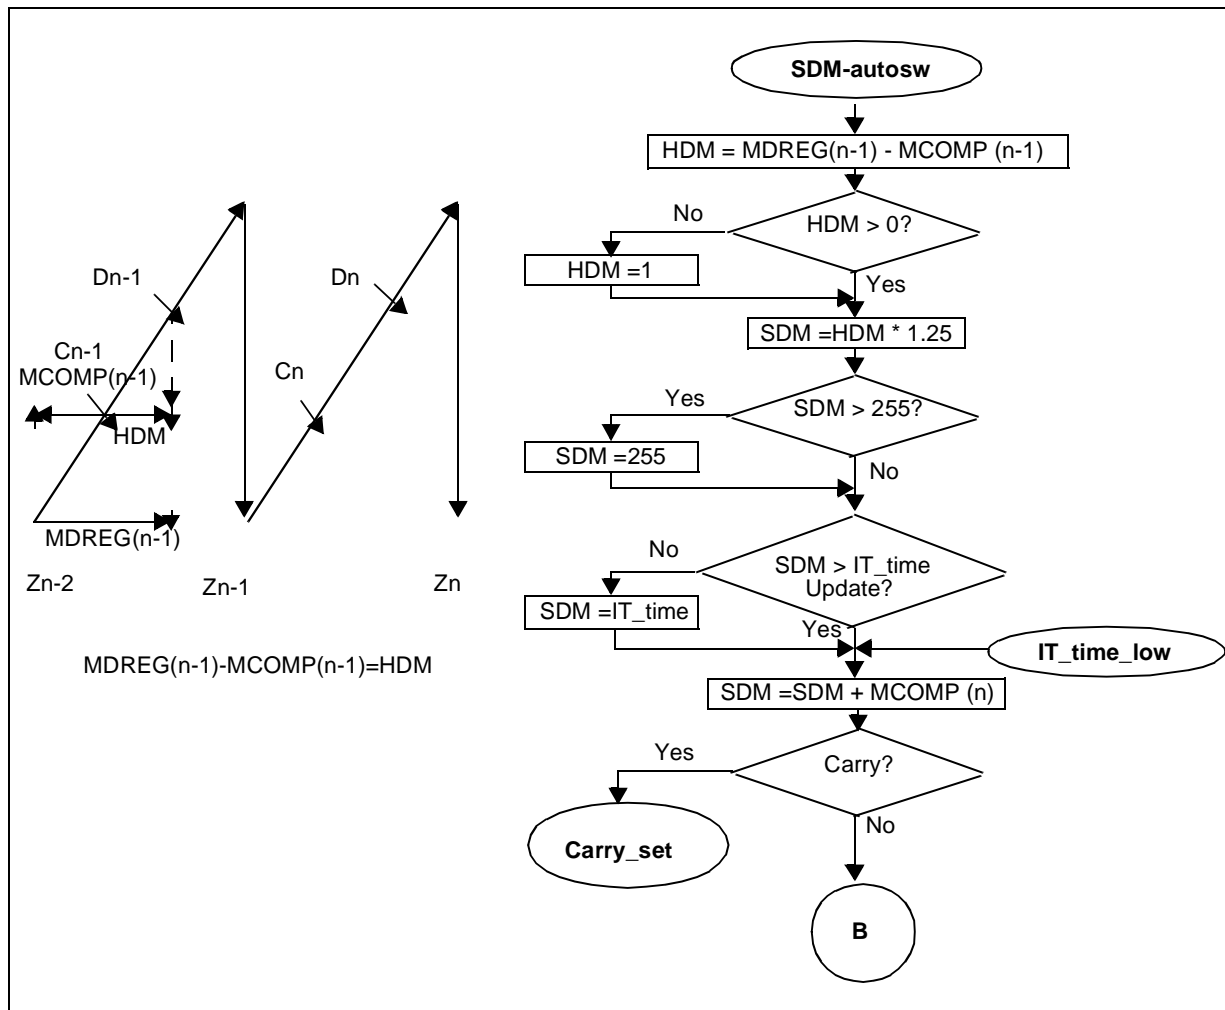 SDM-autosw
HDM = MDREG(n-1) - MCOMP (n-1)
No
HDM > 0?
HDM =1
Yes
SDM =HDM * 1.25
Yes
SDM > 255?
SDM =255
No
No
SDM > IT_time
Update?
SDM =IT_time
Yes
IT_time_low
SDM =SDM + MCOMP (n)
Yes
Carry?
No
Carry_set
B
Dn-1
Dn
Cn-1
MCOMP(n-1)
Cn
HDM
MDREG(n-1)
Zn-2
Zn-1
Zn
MDREG(n-1)-MCOMP(n-1)=HDM